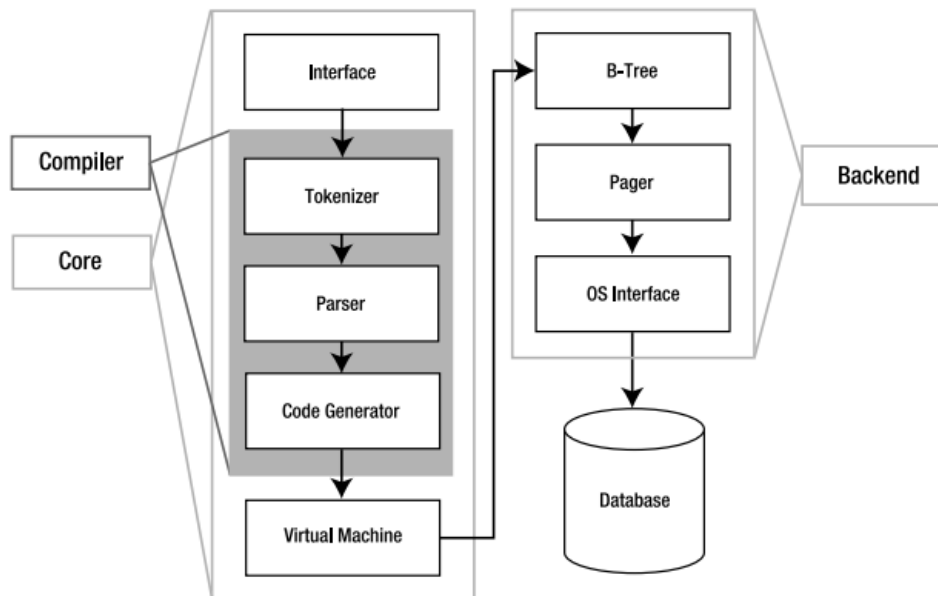 Interface
Compiler
Tokenizer
Core
Parser
Code Generator
Virtual Machine
B-Tree
Pager
Backend
OS Interface
Database